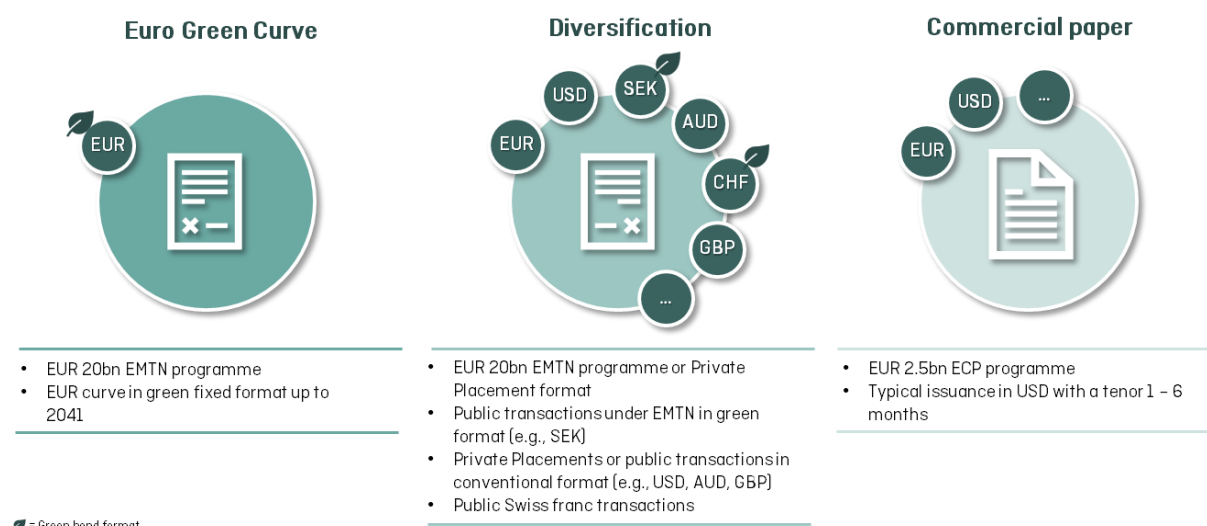 Euro Green Curve
EUR
• EUR 20bn EMTN programme
• EUR curve in green fixed format up to
2041
Diversification
EUR
USD
SEK
AUD
CHF
GBP
...
• EUR 20bn EMTN programme or Private
Placement format
• Public transactions under EMTN in green
format (e.g., SEK)
• Private Placements or public transactions in
conventional format (e.g., USD, AUD, GBP)
• Public Swiss franc transactions
Commercial paper
EUR
USD
...
• EUR 2.5bn ECP programme
• Typical issuance in USD with a tenor 1 – 6
months
= Green bond format